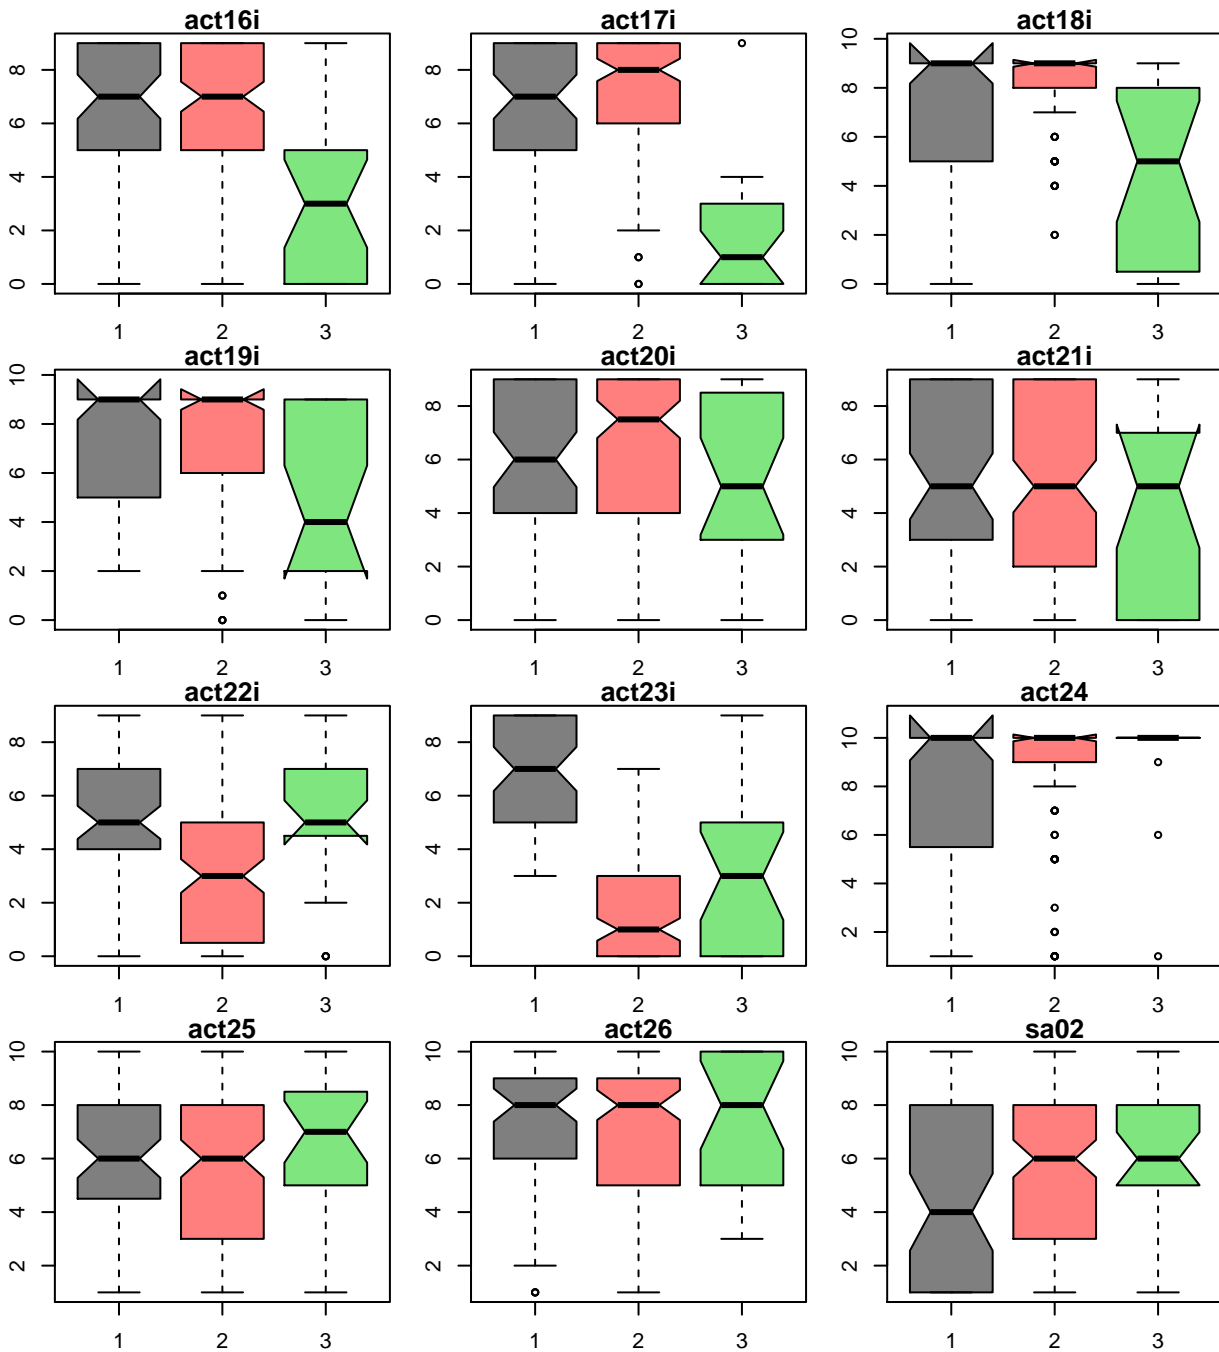 act16i act17i act18i
0 2 4 6 8
0 2 4 6 8
0 2 4 6 8 10
1 2 3 1 2 3 1 2 3
act19i act20i act21i
0 2 4 6 8 10
0 2 4 6 8
0 2 4 6 8
1 2 3 1 2 3 1 2 3
act22i act23i act24
0 2 4 6 8
0 2 4 6 8
2 4 6 8 10
1 2 3 1 2 3 1 2 3
act25 act26 sa02
2 4 6 8 10
2 4 6 8 10
2 4 6 8 10
1 2 3 1 2 3 1 2 3